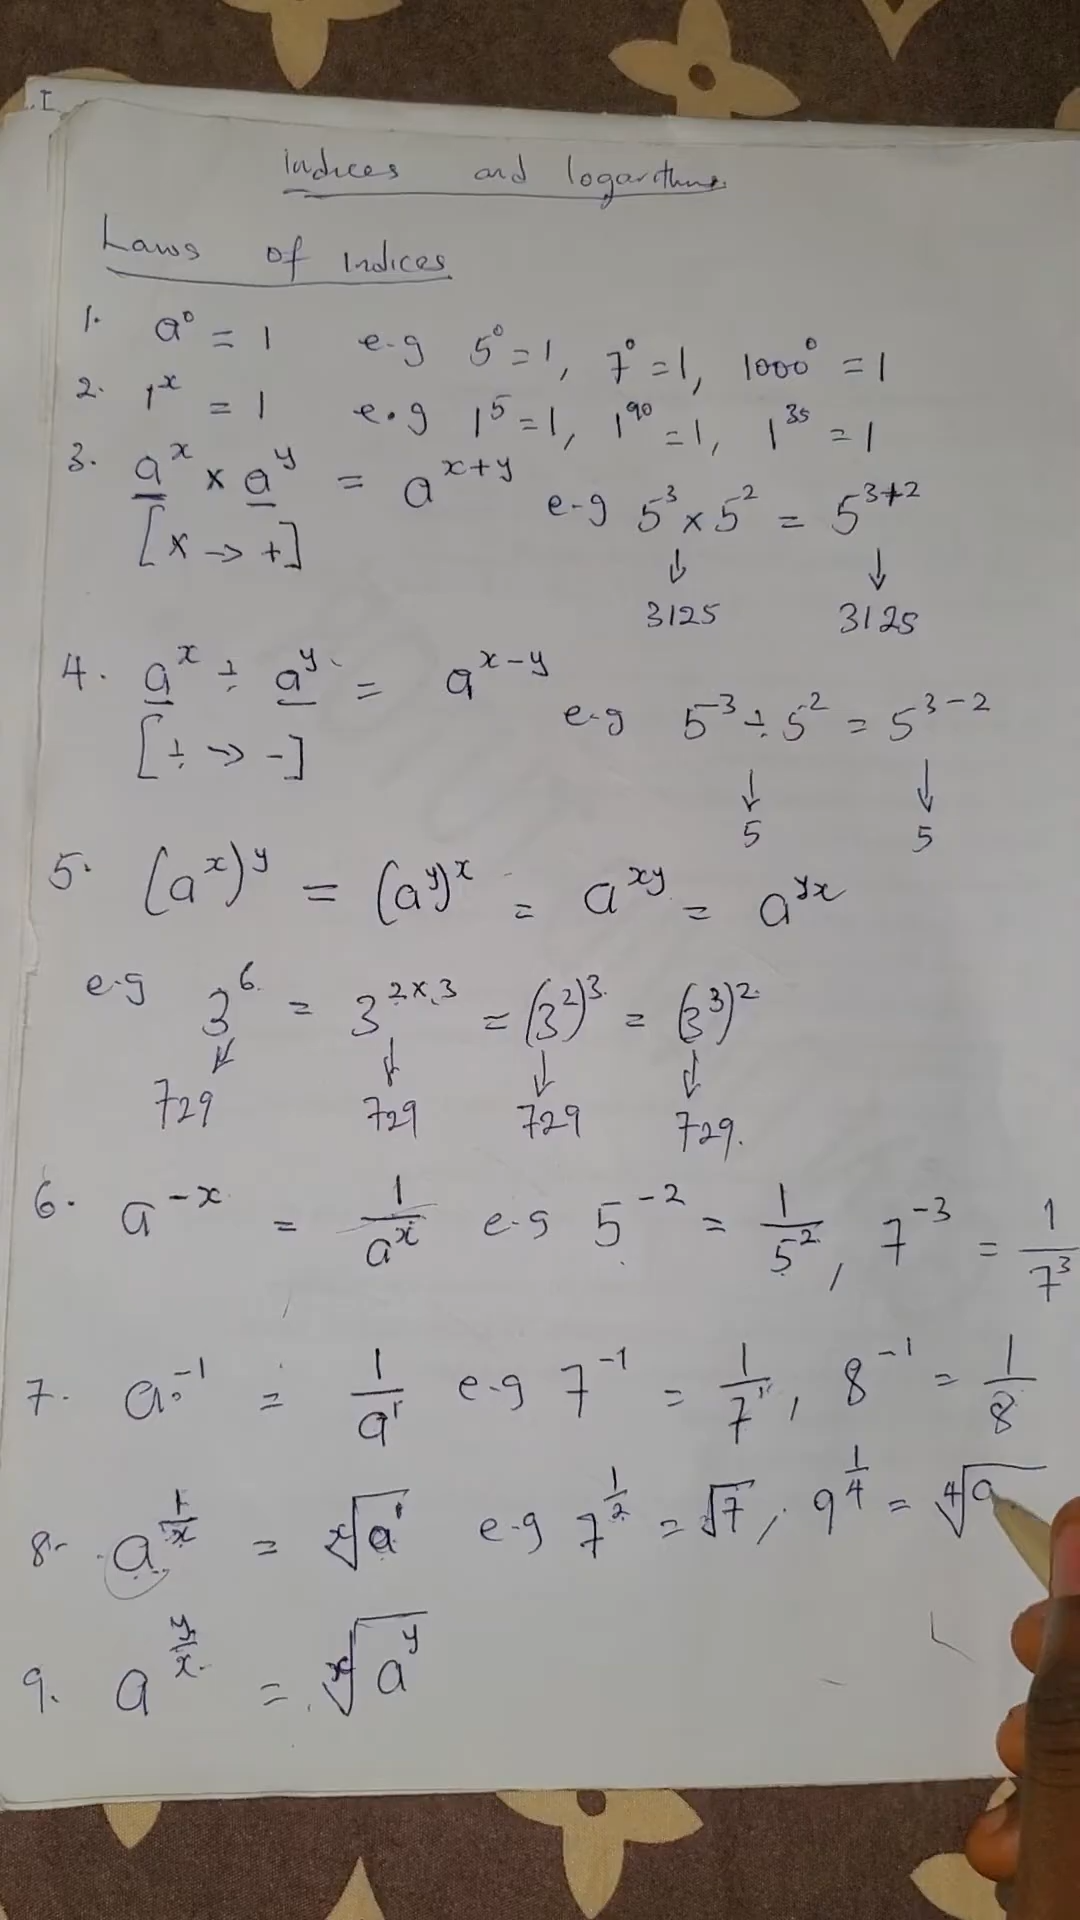 I
Indices and logarithms
Laws of Indices
1. a⁰ = 1 e-g 5⁰ = 1, 7⁰ = 1, 1000⁰ = 1
2. 1ˣ = 1 e.g 1⁵ = 1, 1⁹⁰ = 1, 1³⁵ = 1
3. aˣ × aʸ = aˣ⁺ʸ e-g 5³ × 5² = 5³⁺²
[× → +]
↓ ↓
3125 3125
4. aˣ ÷ aʸ = aˣ⁻ʸ e-g 5³ ÷ 5² = 5³⁻²
[÷ → -]
↓ ↓
5 5
5. (aˣ)ʸ = (aʸ)ˣ = aˣʸ = aʸˣ
e-g 3⁶ = 3^(2×3) = (3²)³ = (3³)²
↓ ↓ ↓ ↓
729 729 729 729.
6. a⁻ˣ = 1/aˣ e-g 5⁻² = 1/5², 7⁻³ = 1/7³
7. a⁻¹ = 1/a¹ e-g 7⁻¹ = 1/7¹, 8⁻¹ = 1/8
8. a^(1/x) = ˣ√a¹ e-g 7^(1/2) = √7, 9^(1/4) = ⁴√9
9. a^(y/x) = ˣ√aʸ